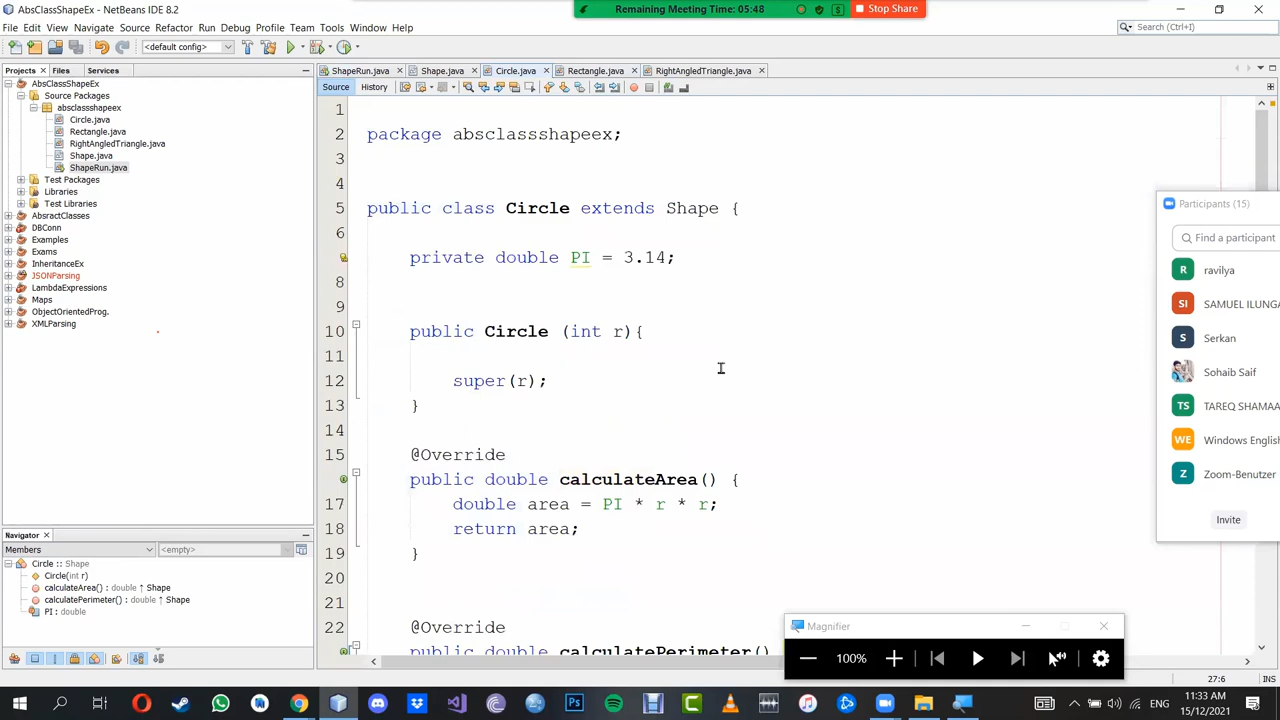 AbsClassShapeEx - NetBeans IDE 8.2
Remaining Meeting Time: 05:48
Stop Share
File Edit View Navigate Source Refactor Run Debug Profile Team Tools Window Help
Search (Ctrl+I)
<default config>
Projects Files Services
ShapeRun.java Shape.java Circle.java Rectangle.java RightAngledTriangle.java
Source History
AbsClassShapeEx
Source Packages
absclassshapeex
Circle.java
Rectangle.java
RightAngledTriangle.java
Shape.java
ShapeRun.java
Test Packages
Libraries
Test Libraries
AbsractClasses
DBConn
Examples
Exams
InheritanceEx
JSONParsing
LambdaExpressions
Maps
ObjectOrientedProg.
XMLParsing
1
2 package absclassshapeex;
3
4
5 public class Circle extends Shape {
6
private double PI = 3.14;
8
9
10 public Circle (int r){
11
12 super(r);
13 }
14
15 @Override
public double calculateArea() {
17 double area = PI * r * r;
18 return area;
19 }
20
21
22 @Override
public double calculatePerimeter()
Participants (15)
Find a participant
R ravilya
SI SAMUEL ILUNGA
S Serkan
Sohaib Saif
TS TAREQ SHAMAA
WE Windows English
Z Zoom-Benutzer
Invite
Navigator
Members <empty>
Circle :: Shape
Circle(int r)
calculateArea() : double ↑ Shape
calculatePerimeter() : double ↑ Shape
PI : double
Magnifier
100%
27:6 INS
ENG
11:33 AM
15/12/2021